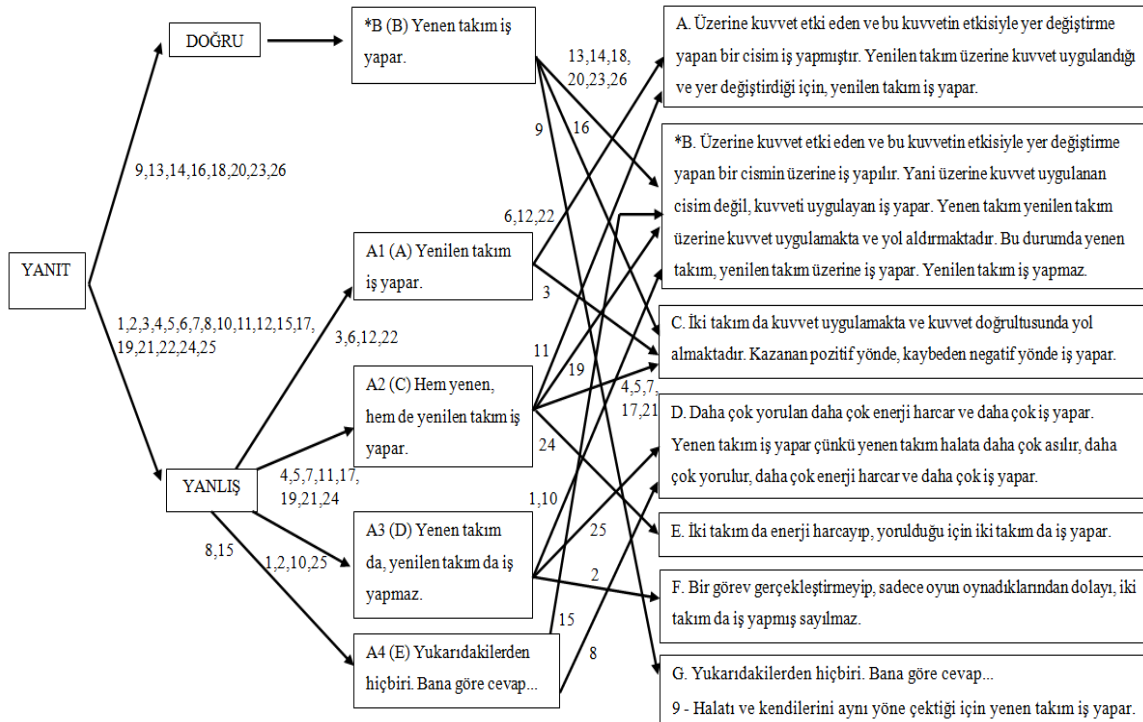 YANIT
DOĞRU
9,13,14,16,18,20,23,26
1,2,3,4,5,6,7,8,10,11,12,15,17,
19,21,22,24,25
YANLIŞ
3,6,12,22
4,5,7,11,17,
19,21,24
1,2,10,25
8,15
*B (B) Yenen takım iş
yapar.
A1 (A) Yenilen takım
iş yapar.
A2 (C) Hem yenen,
hem de yenilen takım iş
yapar.
A3 (D) Yenen takım
da, yenilen takım da iş
yapmaz.
A4 (E) Yukarıdakilerden
hiçbiri. Bana göre cevap...
13,14,18,
20,23,26
9
16
6,12,22
3
11
19
4,5,7,
17,21
24
1,10
25
2
15
8
A. Üzerine kuvvet etki eden ve bu kuvvetin etkisiyle yer değiştirme
yapan bir cisim iş yapmıştır. Yenilen takım üzerine kuvvet uygulandığı
ve yer değiştirdiği için, yenilen takım iş yapar.
*B. Üzerine kuvvet etki eden ve bu kuvvetin etkisiyle yer değiştirme
yapan bir cismin üzerine iş yapılır. Yani üzerine kuvvet uygulanan
cisim değil, kuvveti uygulayan iş yapar. Yenen takım yenilen takım
üzerine kuvvet uygulamakta ve yol aldırmaktadır. Bu durumda yenen
takım, yenilen takım üzerine iş yapar. Yenilen takım iş yapmaz.
C. İki takım da kuvvet uygulamakta ve kuvvet doğrultusunda yol
almaktadır. Kazanan pozitif yönde, kaybeden negatif yönde iş yapar.
D. Daha çok yorulan daha çok enerji harcar ve daha çok iş yapar.
Yenen takım iş yapar çünkü yenen takım halata daha çok asılır, daha
çok yorulur, daha çok enerji harcar ve daha çok iş yapar.
E. İki takım da enerji harcayıp, yorulduğu için iki takım da iş yapar.
F. Bir görev gerçekleştirmeyip, sadece oyun oynadıklarından dolayı, iki
takım da iş yapmış sayılmaz.
G. Yukarıdakilerden hiçbiri. Bana göre cevap...
9 - Halatı ve kendilerini aynı yöne çektiği için yenen takım iş yapar.